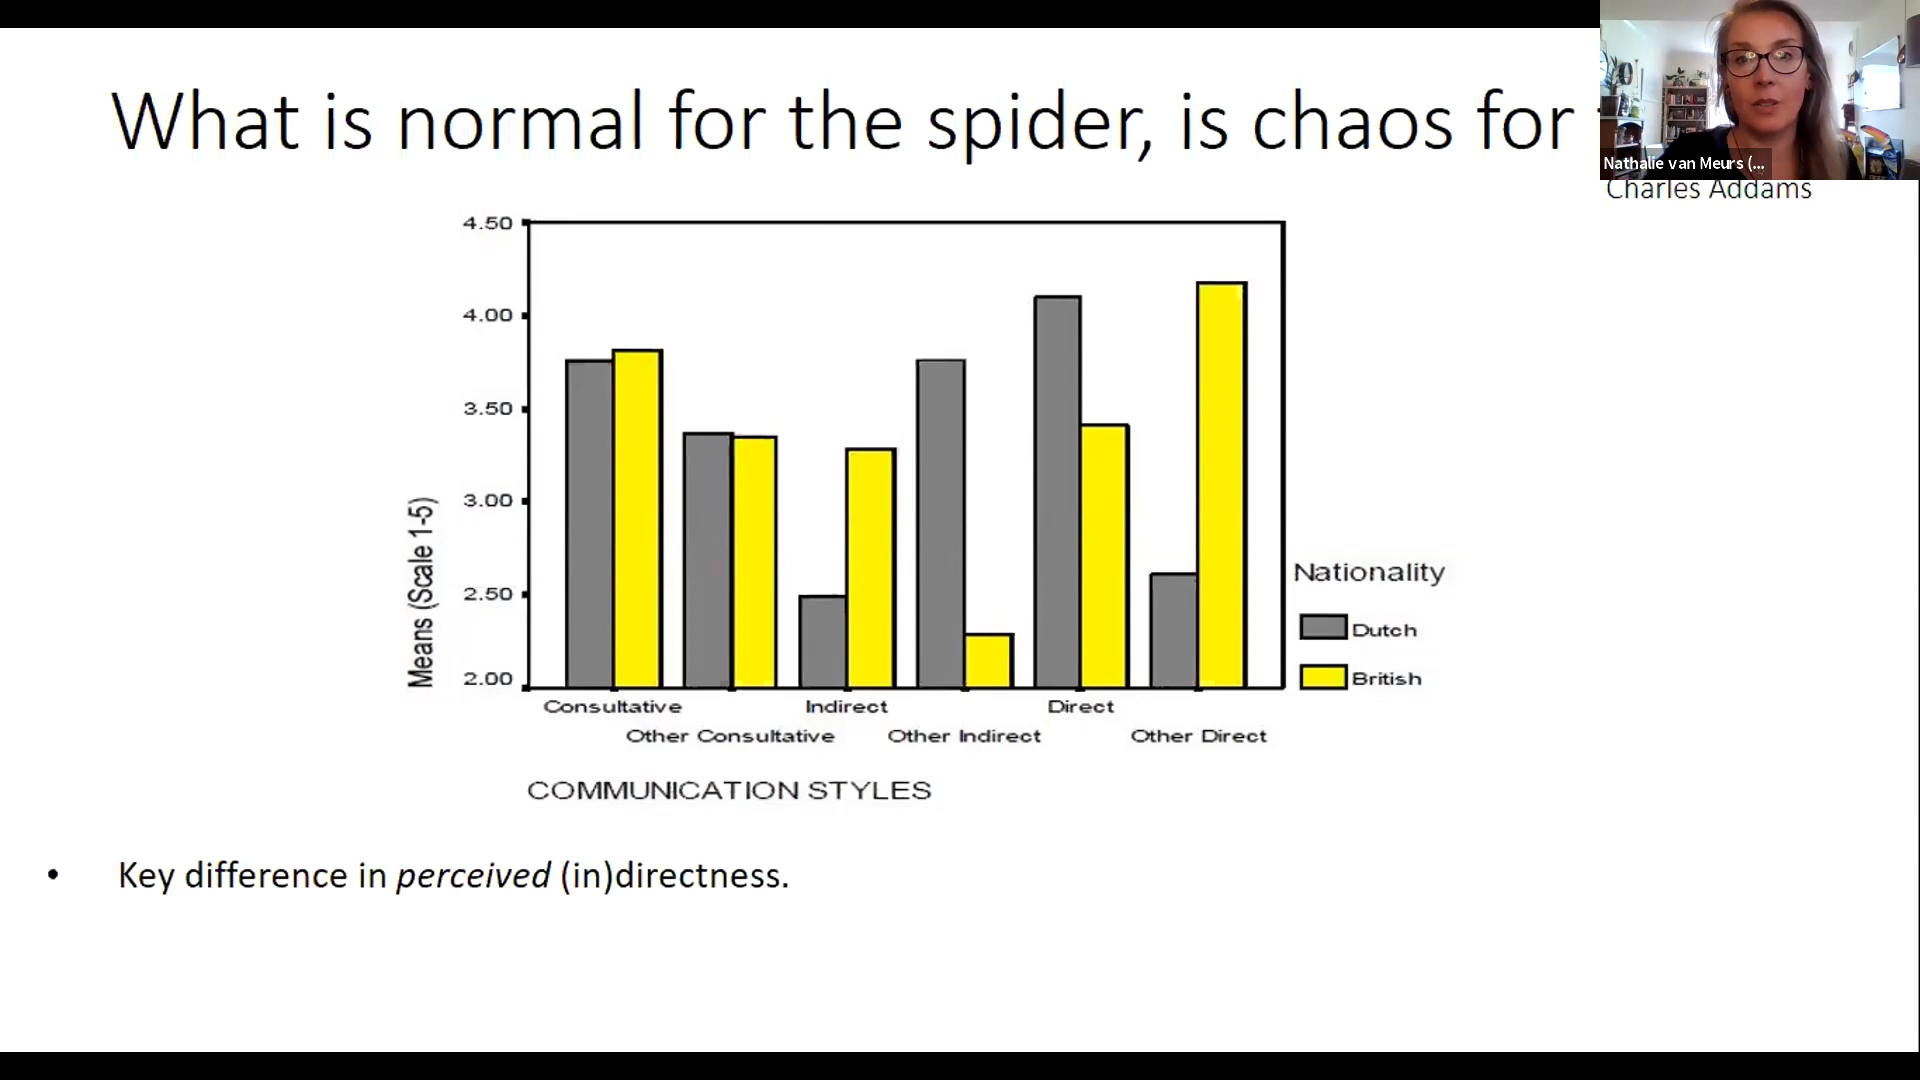 What is normal for the spider, is chaos for
Nathalie van Meurs (...
Charles Addams
4.50
4.00
3.50
3.00
2.50
2.00
Means (Scale 1-5)
Nationality
Dutch
British
Consultative
Indirect
Direct
Other Consultative
Other Indirect
Other Direct
COMMUNICATION STYLES
• Key difference in perceived (in)directness.